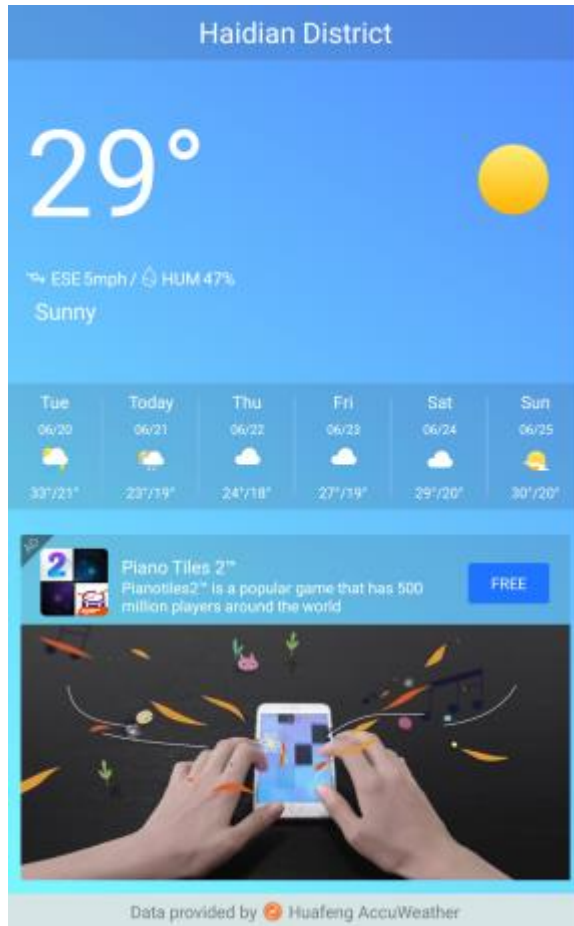 Haidian District
29°
ESE 5mph / HUM 47%
Sunny
Tue Today Thu Fri Sat Sun
06/20 06/21 06/22 06/23 06/24 06/25
33°/21° 23°/19° 24°/18° 27°/19° 29°/20° 30°/20°
AD
2
Piano Tiles 2™
Pianotiles2™ is a popular game that has 500
million players around the world
FREE
Data provided by Huafeng AccuWeather